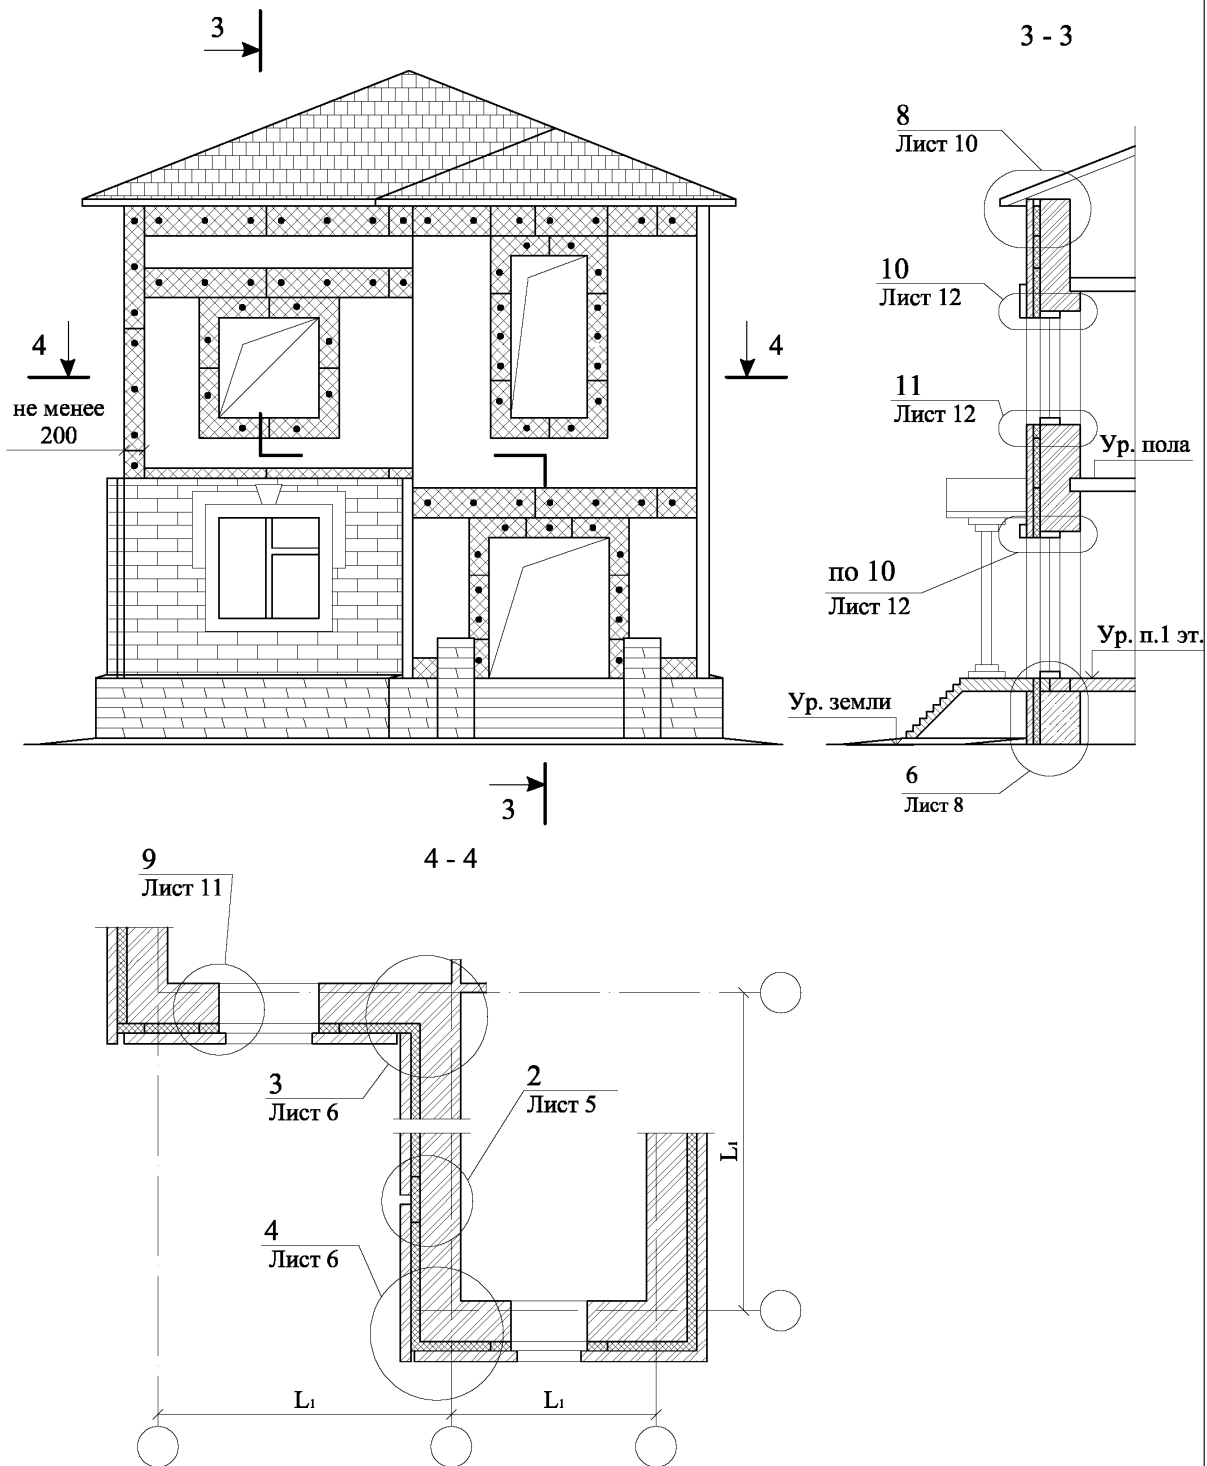 3
3 - 3
8
Лист 10
10
Лист 12
4
4
не менее
200
11
Лист 12
Ур. пола
по 10
Лист 12
Ур. п.1 эт.
Ур. земли
6
Лист 8
3
4 - 4
9
Лист 11
3
Лист 6
2
Лист 5
L1
4
Лист 6
L1
L1